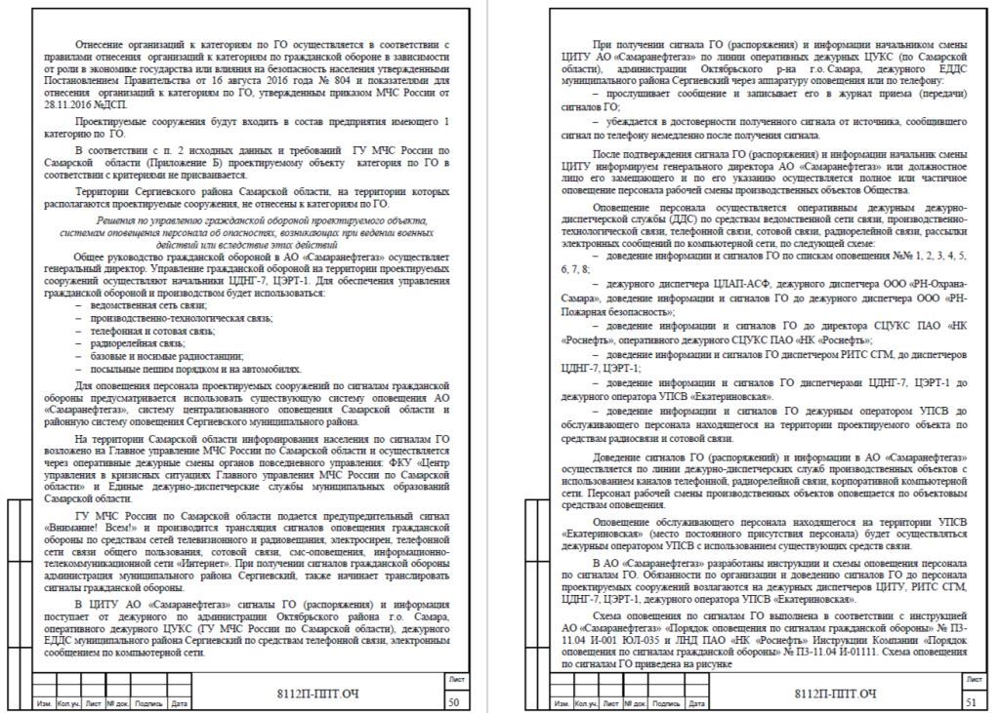 Отнесение организаций к категориям по ГО осуществляется в соответствии с
правилами отнесения организаций к категориям по гражданской обороне в зависимости
от роли в экономике государства или влияния на безопасность населения утвержденными
Постановлением Правительства от 16 августа 2016 года № 804 и показателями для
отнесения организаций к категориям по ГО, утвержденным приказом МЧС России от
28.11.2016 №ДСП.
Проектируемые сооружения будут входить в состав предприятия имеющего 1
категорию по ГО.
В соответствии с п. 2 исходных данных и требований ГУ МЧС России по
Самарской области (Приложение Б) проектируемому объекту категория по ГО в
соответствии с критериями не присваивается.
Территории Сергиевского района Самарской области, на территории которых
располагаются проектируемые сооружения, не отнесены к категориям по ГО.
Решения по управлению гражданской обороной проектируемого объекта,
системам оповещения персонала об опасностях, возникающих при ведении военных
действий или вследствие этих действий
Общее руководство гражданской обороной в АО «Самаранефтегаз» осуществляет
генеральный директор. Управление гражданской обороной на территории проектируемых
сооружений осуществляют начальники ЦДНГ-7, ЦЭРТ-1. Для обеспечения управления
гражданской обороной и производством будет использоваться:
– ведомственная сеть связи;
– производственно-технологическая связь;
– телефонная и сотовая связь;
– радиорелейная связь;
– базовые и носимые радиостанции;
– посыльные пешим порядком и на автомобилях.
Для оповещения персонала проектируемых сооружений по сигналам гражданской
обороны предусматривается использовать существующую систему оповещения АО
«Самаранефтегаз», систему централизованного оповещения Самарской области и
районную систему оповещения Сергиевского муниципального района.
На территории Самарской области информирования населения по сигналам ГО
возложено на Главное управление МЧС России по Самарской области и осуществляется
через оперативные дежурные смены органов повседневного управления: ФКУ «Центр
управления в кризисных ситуациях Главного управления МЧС России по Самарской
области» и Единые дежурно-диспетчерские службы муниципальных образований
Самарской области.
ГУ МЧС России по Самарской области подается предупредительный сигнал
«Внимание! Всем!» и производится трансляция сигналов оповещения гражданской
обороны по средствам сетей телевизионного и радиовещания, электросирен, телефонной
сети связи общего пользования, сотовой связи, смс-оповещения, информационно-
телекоммуникационной сети «Интернет». При получении сигналов гражданской обороны
администрация муниципального района Сергиевский, также начинает транслировать
сигналы гражданской обороны.
В ЦИТУ АО «Самаранефтегаз» сигналы ГО (распоряжения) и информация
поступает от дежурного по администрации Октябрьского района г.о. Самара,
оперативного дежурного ЦУКС (ГУ МЧС России по Самарской области), дежурного
ЕДДС муниципального района Сергиевский по средствам телефонной связи, электронным
сообщением по компьютерной сети.
Изм. Кол.уч. Лист № док. Подпись Дата
8112П-ППТ.ОЧ
Лист
50
При получении сигнала ГО (распоряжения) и информации начальником смены
ЦИТУ АО «Самаранефтегаз» по линии оперативных дежурных ЦУКС (по Самарской
области), администрации Октябрьского р-на г.о. Самара, дежурного ЕДДС
муниципального района Сергиевский через аппаратуру оповещения или по телефону:
– прослушивает сообщение и записывает его в журнал приема (передачи)
сигналов ГО;
– убеждается в достоверности полученного сигнала от источника, сообщившего
сигнал по телефону немедленно после получения сигнала.
После подтверждения сигнала ГО (распоряжения) и информации начальник смены
ЦИТУ информируем генерального директора АО «Самаранефтегаз» или должностное
лицо его замещающего и по его указанию осуществляется полное или частичное
оповещение персонала рабочей смены производственных объектов Общества.
Оповещение персонала осуществляется оперативным дежурным дежурно-
диспетчерской службы (ДДС) по средствам ведомственной сети связи, производственно-
технологической связи, телефонной связи, сотовой связи, радиорелейной связи, рассылки
электронных сообщений по компьютерной сети, по следующей схеме:
– доведение информации и сигналов ГО по спискам оповещения №№ 1, 2, 3, 4, 5,
6, 7, 8;
– дежурного диспетчера ЦЛАП-АСФ, дежурного диспетчера ООО «РН-Охрана-
Самара», доведение информации и сигналов ГО до дежурного диспетчера ООО «РН-
Пожарная безопасность»;
– доведение информации и сигналов ГО до директора СЦУКС ПАО «НК
«Роснефть», оперативного дежурного СЦУКС ПАО «НК «Роснефть»;
– доведение информации и сигналов ГО диспетчером РИТС СГМ, до диспетчеров
ЦДНГ-7, ЦЭРТ-1;
– доведение информации и сигналов ГО диспетчерами ЦДНГ-7, ЦЭРТ-1 до
дежурного оператора УПСВ «Екатериновская».
– доведение информации и сигналов ГО дежурным оператором УПСВ до
обслуживающего персонала находящегося на территории проектируемого объекта по
средствам радиосвязи и сотовой связи.
Доведение сигналов ГО (распоряжений) и информации в АО «Самаранефтегаз»
осуществляется по линии дежурно-диспетчерских служб производственных объектов с
использованием каналов телефонной, радиорелейной связи, корпоративной компьютерной
сети. Персонал рабочей смены производственных объектов оповещается по объектовым
средствам оповещения.
Оповещение обслуживающего персонала находящегося на территории УПСВ
«Екатериновская» (место постоянного присутствия персонала) будет осуществляться
дежурным оператором УПСВ с использованием существующих средств связи.
В АО «Самаранефтегаз» разработаны инструкции и схемы оповещения персонала
по сигналам ГО. Обязанности по организации и доведению сигналов ГО до персонала
проектируемых сооружений возлагаются на дежурных диспетчеров ЦИТУ, РИТС СГМ,
ЦДНГ-7, ЦЭРТ-1, дежурного оператора УПСВ «Екатериновская».
Схема оповещения по сигналам ГО выполнена в соответствии с инструкцией
АО «Самаранефтегаз» «Порядок оповещения по сигналам гражданской обороны» № ПЗ-
11.04 И-001 ЮЛ-035 и ЛНД ПАО «НК «Роснефть» Инструкции Компании «Порядок
оповещения по сигналам гражданской обороны» № ПЗ-11.04 И-01111. Схема оповещения
по сигналам ГО приведена на рисунке
Изм. Кол.уч. Лист № док. Подпись Дата
8112П-ППТ.ОЧ
Лист
51